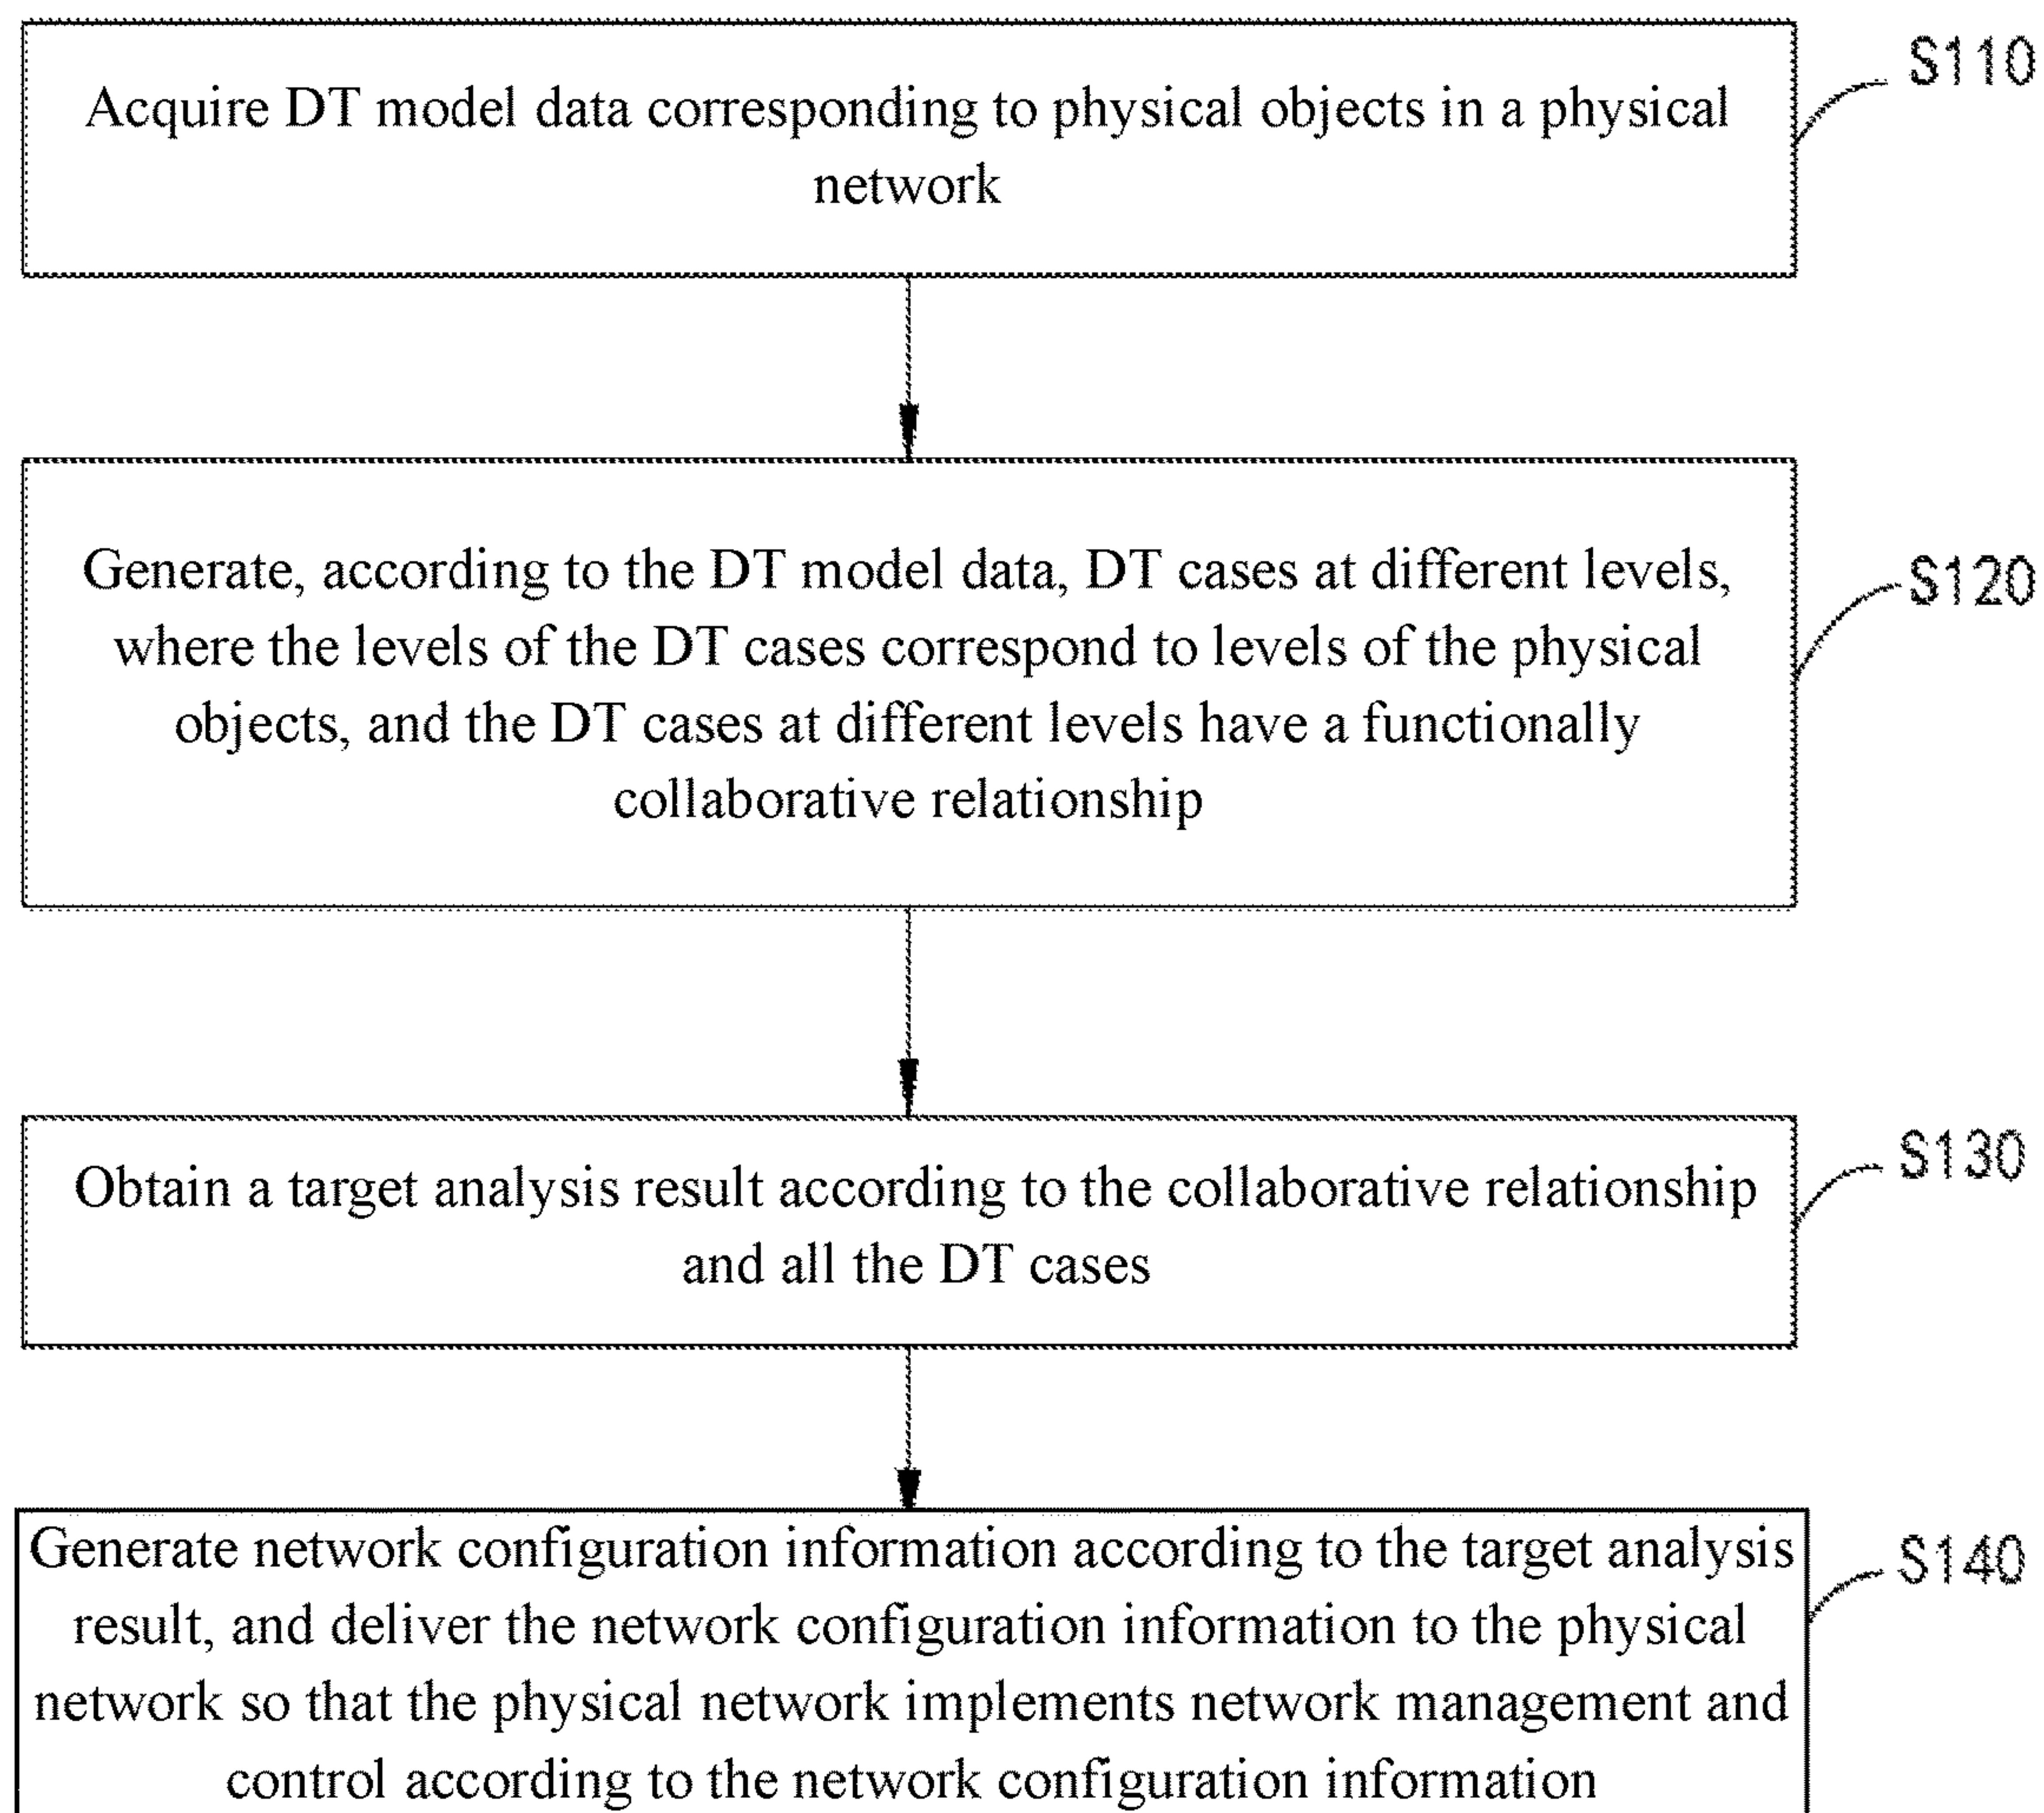 Acquire DT model data corresponding to physical objects in a physical
network
S110
Generate, according to the DT model data, DT cases at different levels,
where the levels of the DT cases correspond to levels of the physical
objects, and the DT cases at different levels have a functionally
collaborative relationship
S120
Obtain a target analysis result according to the collaborative relationship
and all the DT cases
S130
Generate network configuration information according to the target analysis
result, and deliver the network configuration information to the physical
network so that the physical network implements network management and
control according to the network configuration information
S140